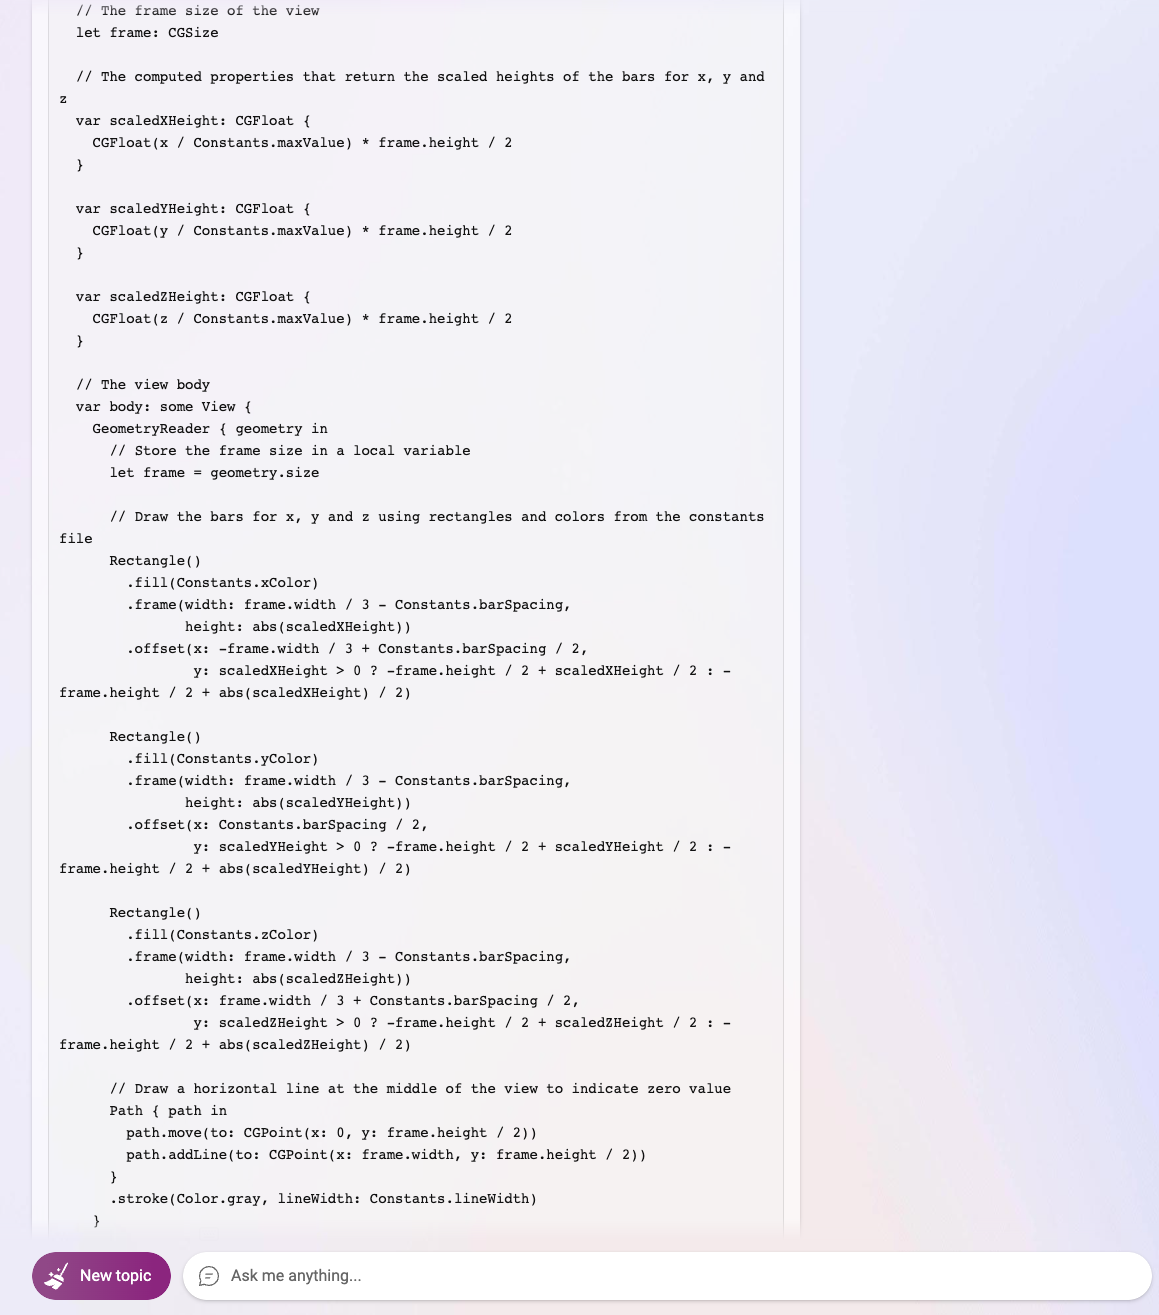 // The frame size of the view
let frame: CGSize
// The computed properties that return the scaled heights of the bars for x, y and
z
var scaledXHeight: CGFloat {
CGFloat(x / Constants.maxValue) * frame.height / 2
}
var scaledYHeight: CGFloat {
CGFloat(y / Constants.maxValue) * frame.height / 2
}
var scaledZHeight: CGFloat {
CGFloat(z / Constants.maxValue) * frame.height / 2
}
// The view body
var body: some View {
GeometryReader { geometry in
// Store the frame size in a local variable
let frame = geometry.size
// Draw the bars for x, y and z using rectangles and colors from the constants
file
Rectangle()
.fill(Constants.xColor)
.frame(width: frame.width / 3 - Constants.barSpacing,
height: abs(scaledXHeight))
.offset(x: -frame.width / 3 + Constants.barSpacing / 2,
y: scaledXHeight > 0 ? -frame.height / 2 + scaledXHeight / 2 : -
frame.height / 2 + abs(scaledXHeight) / 2)
Rectangle()
.fill(Constants.yColor)
.frame(width: frame.width / 3 - Constants.barSpacing,
height: abs(scaledYHeight))
.offset(x: Constants.barSpacing / 2,
y: scaledYHeight > 0 ? -frame.height / 2 + scaledYHeight / 2 : -
frame.height / 2 + abs(scaledYHeight) / 2)
Rectangle()
.fill(Constants.zColor)
.frame(width: frame.width / 3 - Constants.barSpacing,
height: abs(scaledZHeight))
.offset(x: frame.width / 3 + Constants.barSpacing / 2,
y: scaledZHeight > 0 ? -frame.height / 2 + scaledZHeight / 2 : -
frame.height / 2 + abs(scaledZHeight) / 2)
// Draw a horizontal line at the middle of the view to indicate zero value
Path { path in
path.move(to: CGPoint(x: 0, y: frame.height / 2))
path.addLine(to: CGPoint(x: frame.width, y: frame.height / 2))
}
.stroke(Color.gray, lineWidth: Constants.lineWidth)
}
New topic
Ask me anything...